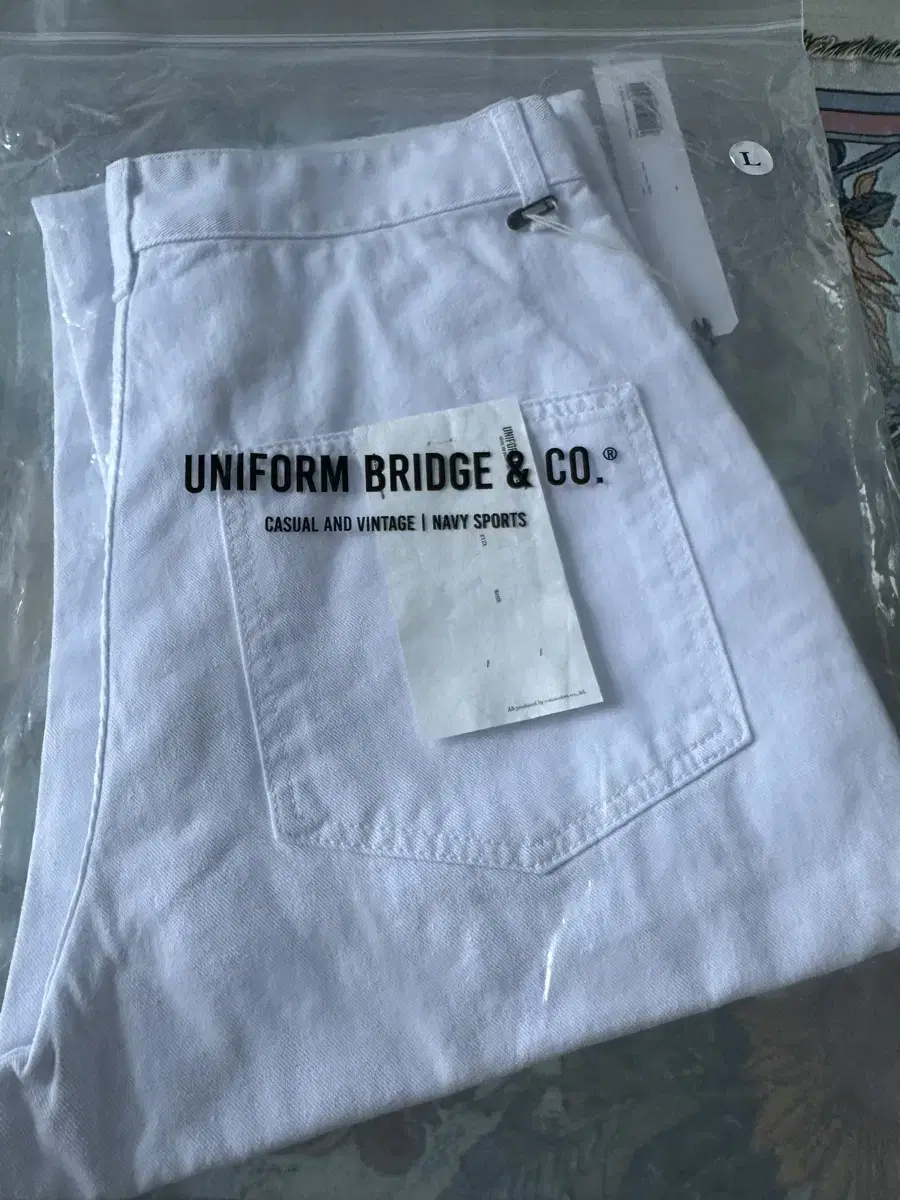 L
UNIFORM BRIDGE & CO.®
CASUAL AND VINTAGE | NAVY SPORTS